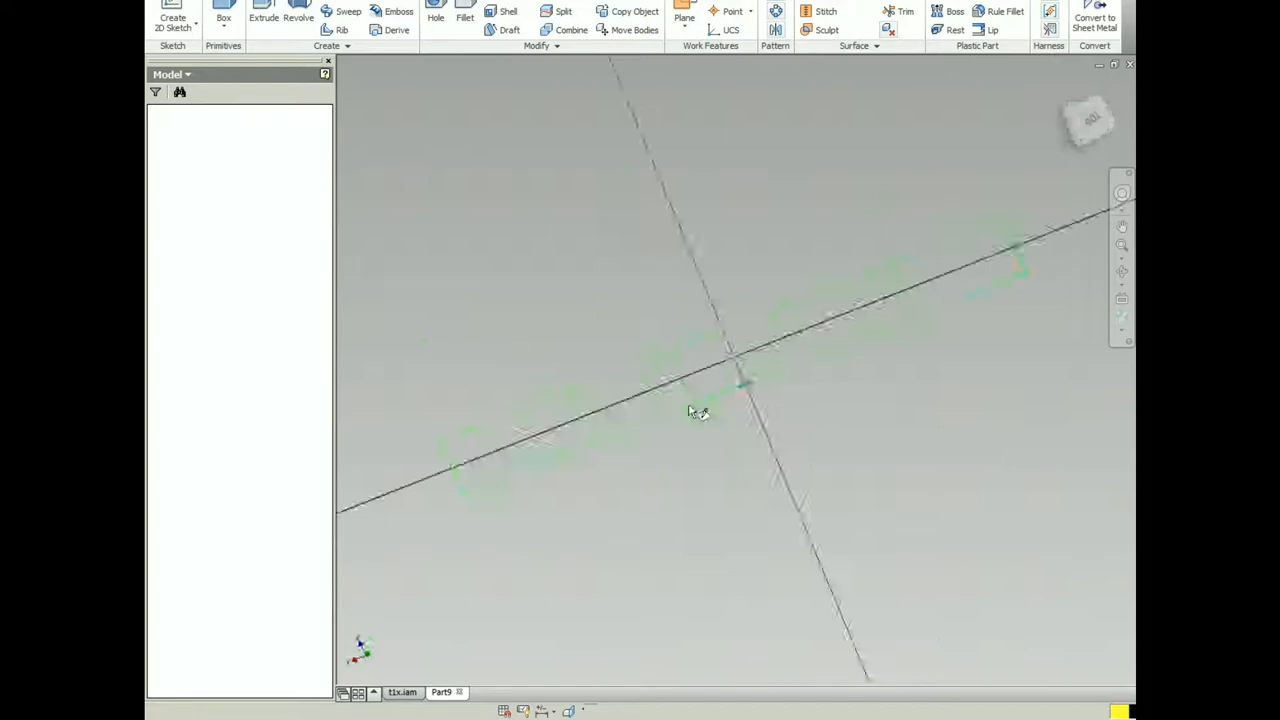 Create
2D Sketch
Box
Extrude
Revolve
Sweep
Emboss
Rib
Derive
Hole
Fillet
Shell
Split
Copy Object
Draft
Combine
Move Bodies
Plane
Point
UCS
Stitch
Trim
Sculpt
Boss
Rule Fillet
Rest
Lip
Convert to
Sheet Metal
Sketch
Primitives
Create
Modify
Work Features
Pattern
Surface
Plastic Part
Harness
Convert
Model
TOP
t1x.iam
Part9